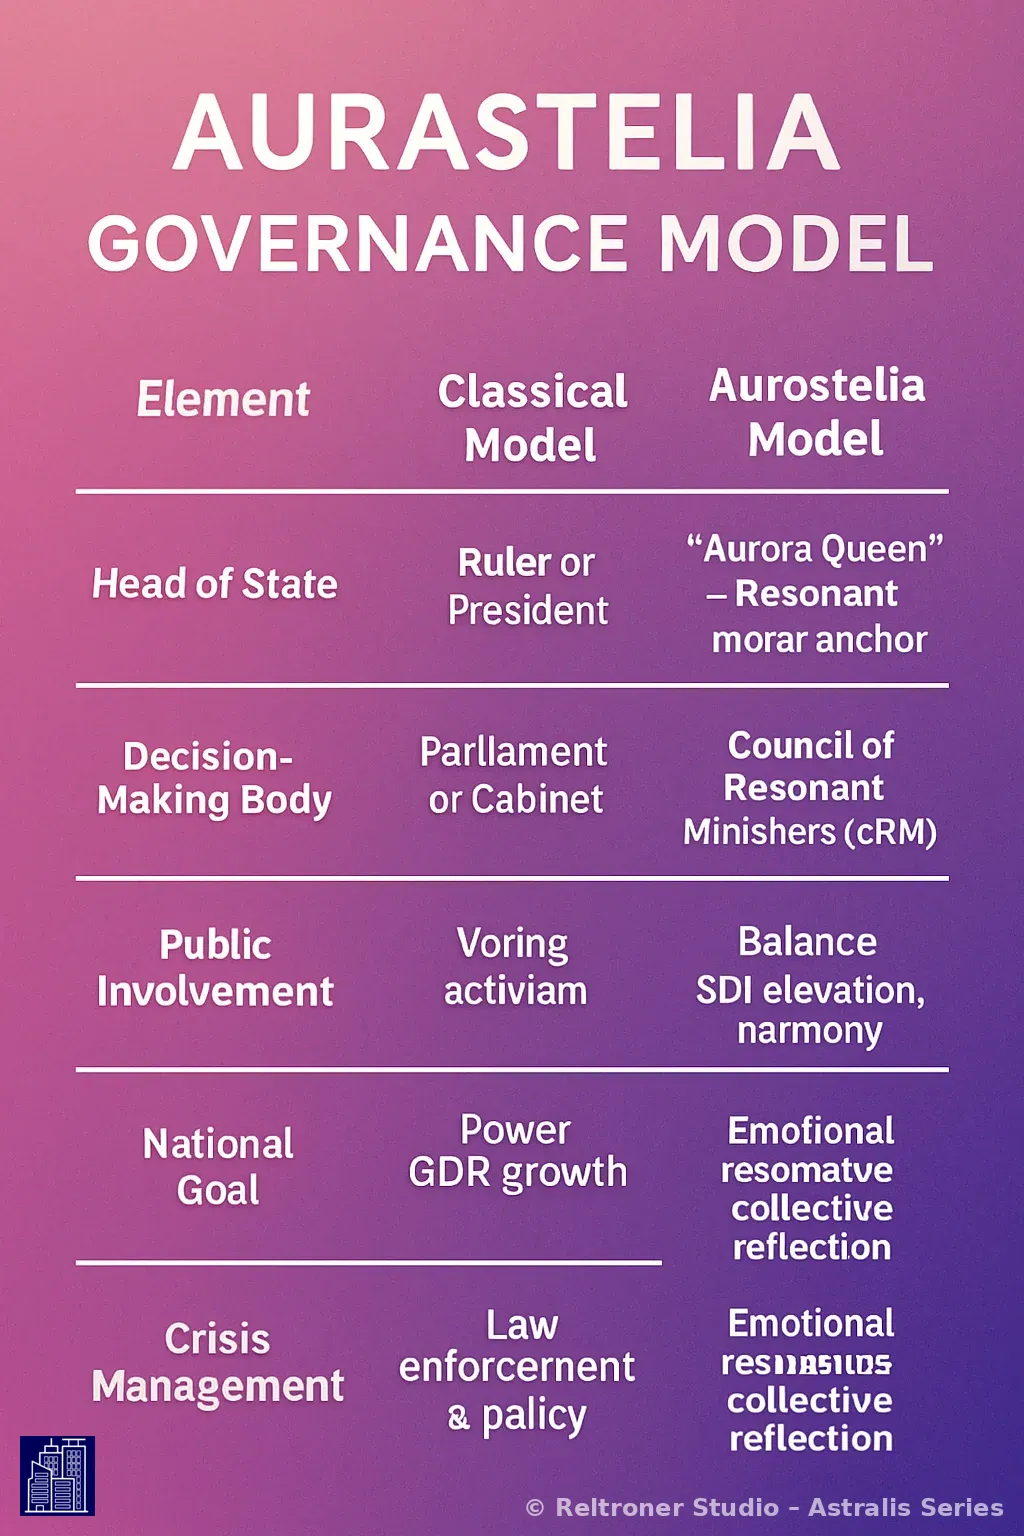 AURASTELIA
GOVERNANCE MODEL
Element
Classical
Model
Aurostelia
Model
Head of State
Ruler or
President
“Aurora Queen”
– Resonant
morar anchor
Decision-
Making Body
Parllament
or Cabinet
Council of
Resonant
Minishers (cRM)
Public
Involvement
Voring
activiam
Balance
SDI elevation,
narmony
National
Goal
Power
GDR growth
Emofional
resomatve
collective
reflection
Crisis
Management
Law
enforcernent
& palicy
Emotional
collective
reflection
© Reltroner Studio – Astralis Series